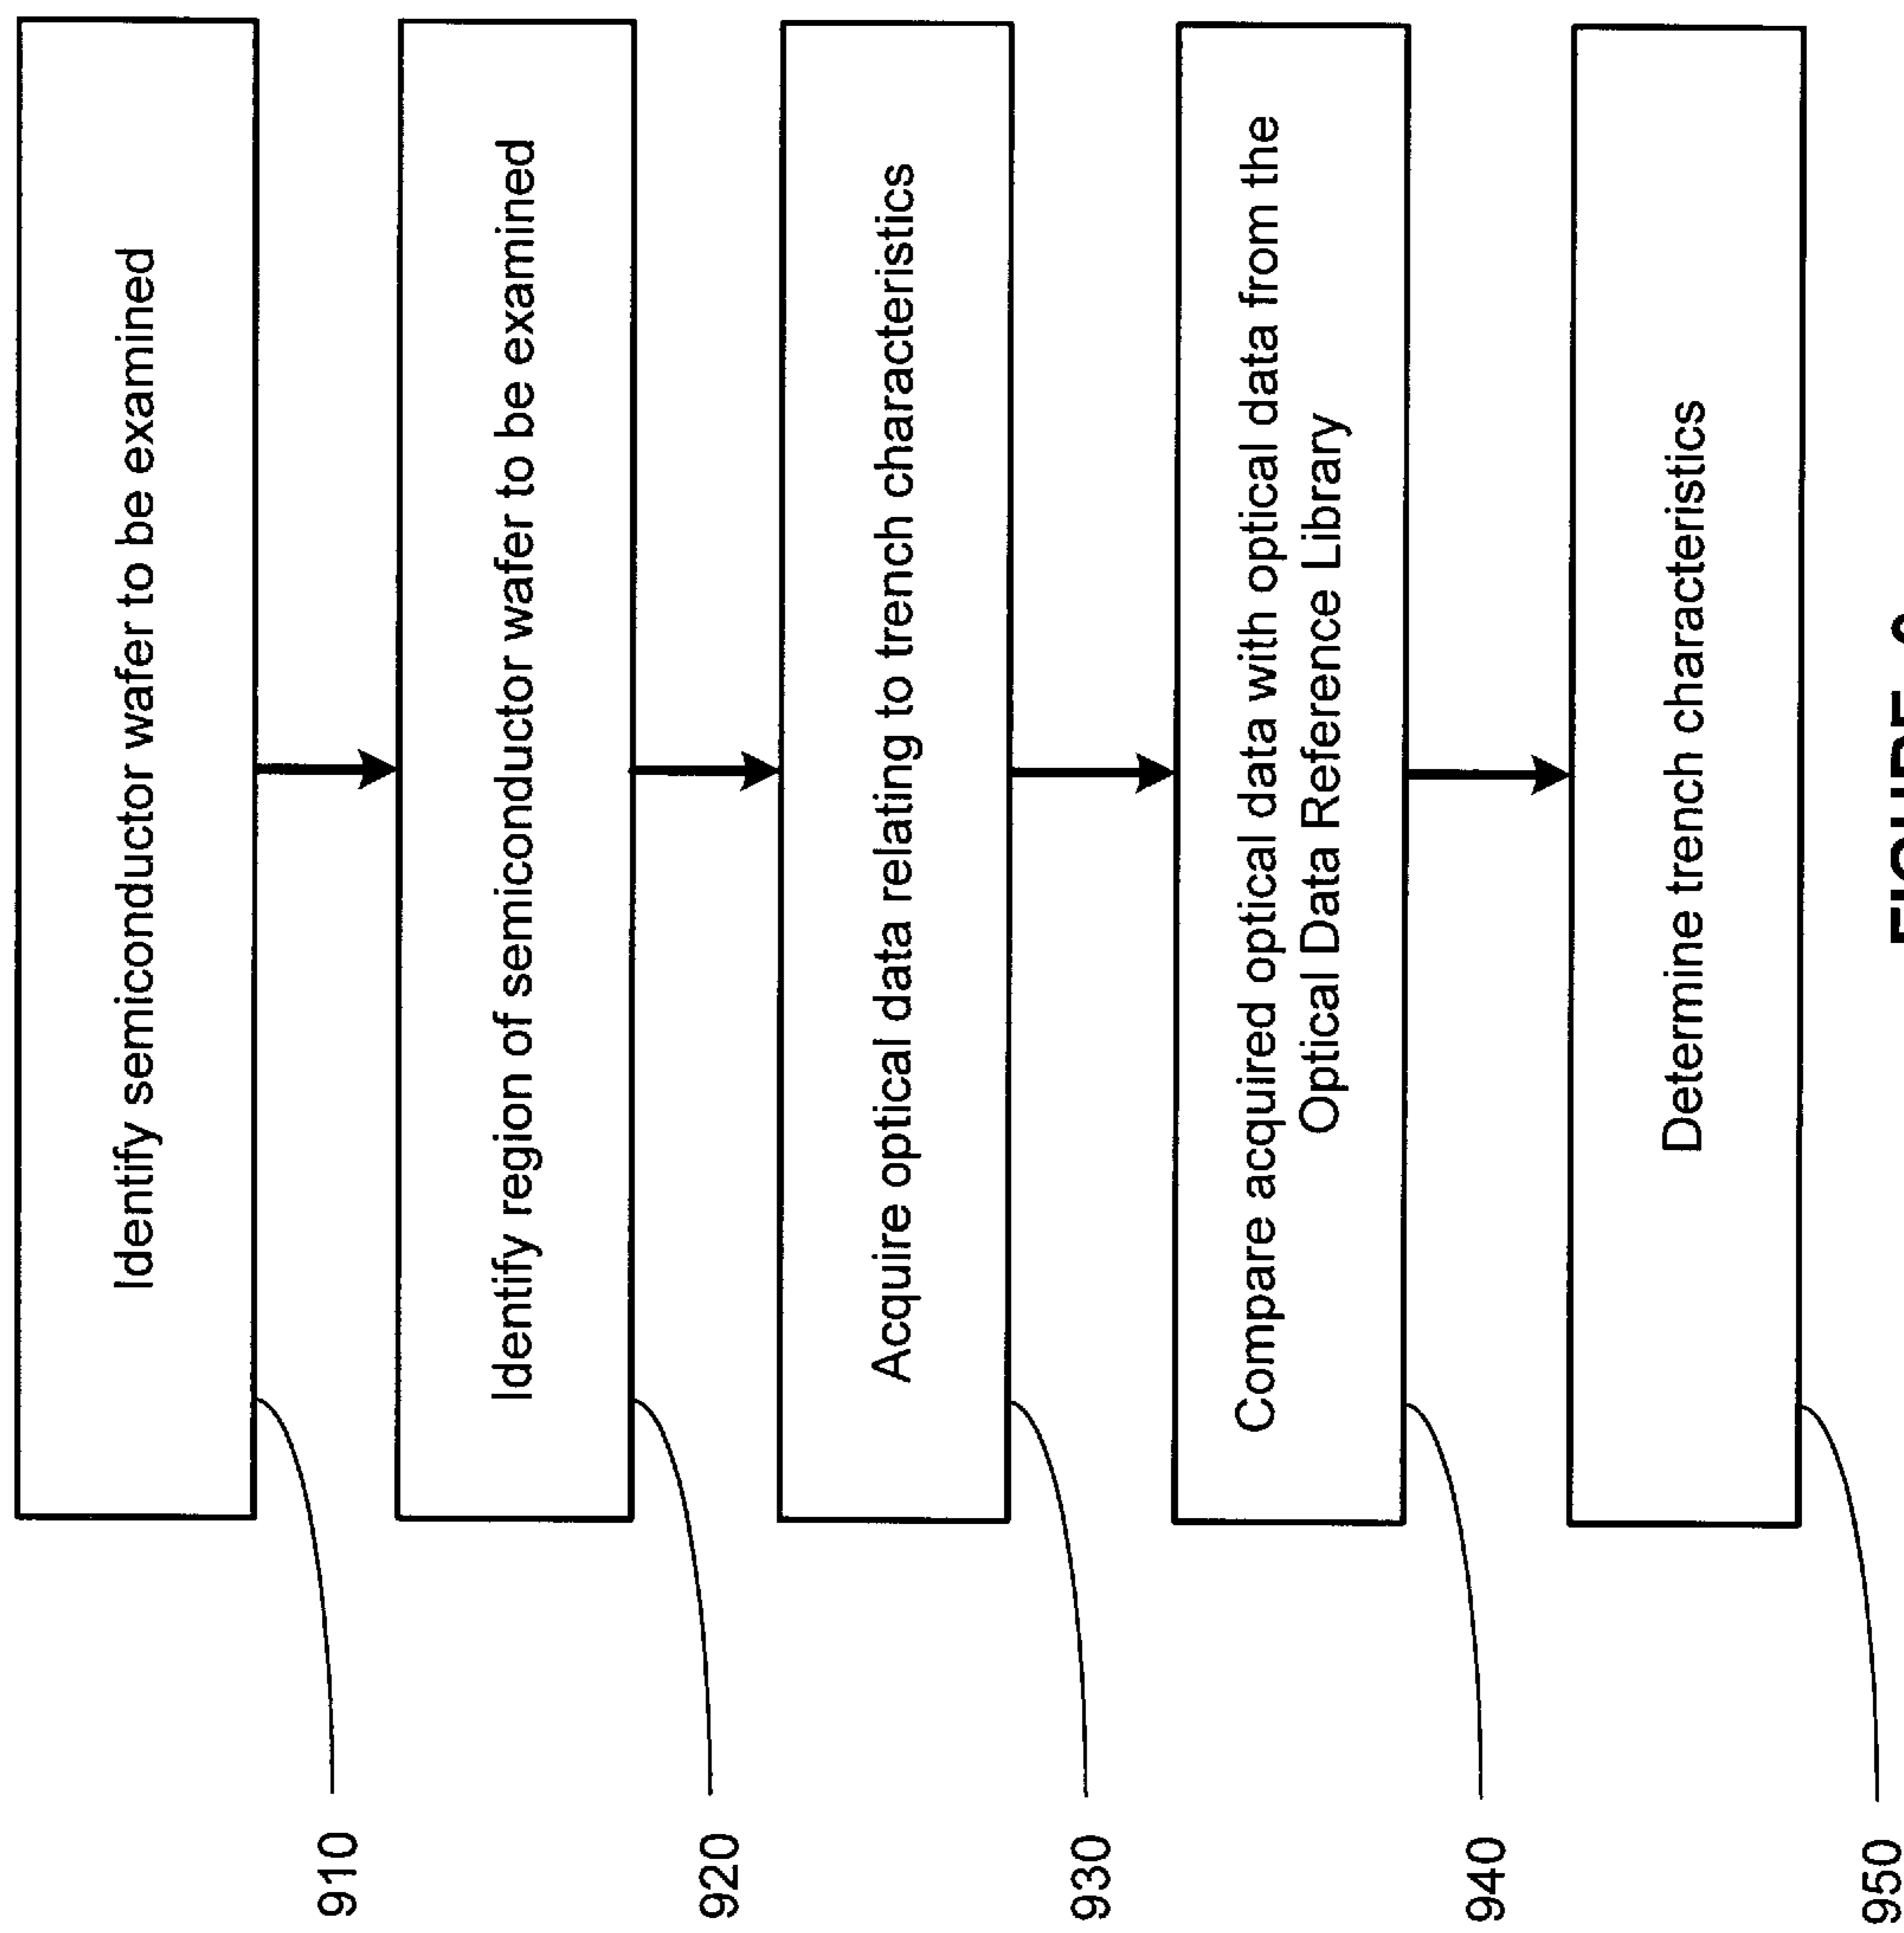 Identify semiconductor wafer to be examined
910
Identify region of semiconductor wafer to be examined
920
Acquire optical data relating to trench characteristics
930
Compare acquired optical data with optical data from the
Optical Data Reference Library
940
Determine trench characteristics
950
FIGURE